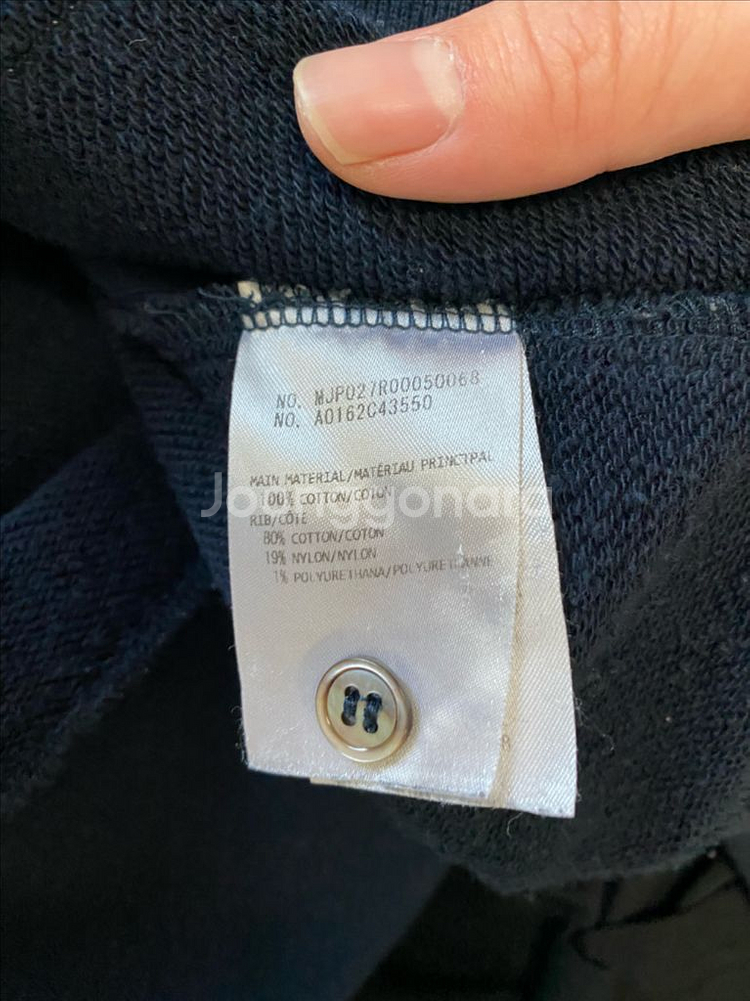 NO. MJP027R00050068
NO. A0162C43550
MAIN MATERIAL/MATÉRIAU PRINCIPAL
100% COTTON/COTON
Joonggonara
RIB/CÔTE
80% COTTON/COTON
19% NYLON/NYLON
1% POLYURETHANA/POLYURETHANNE